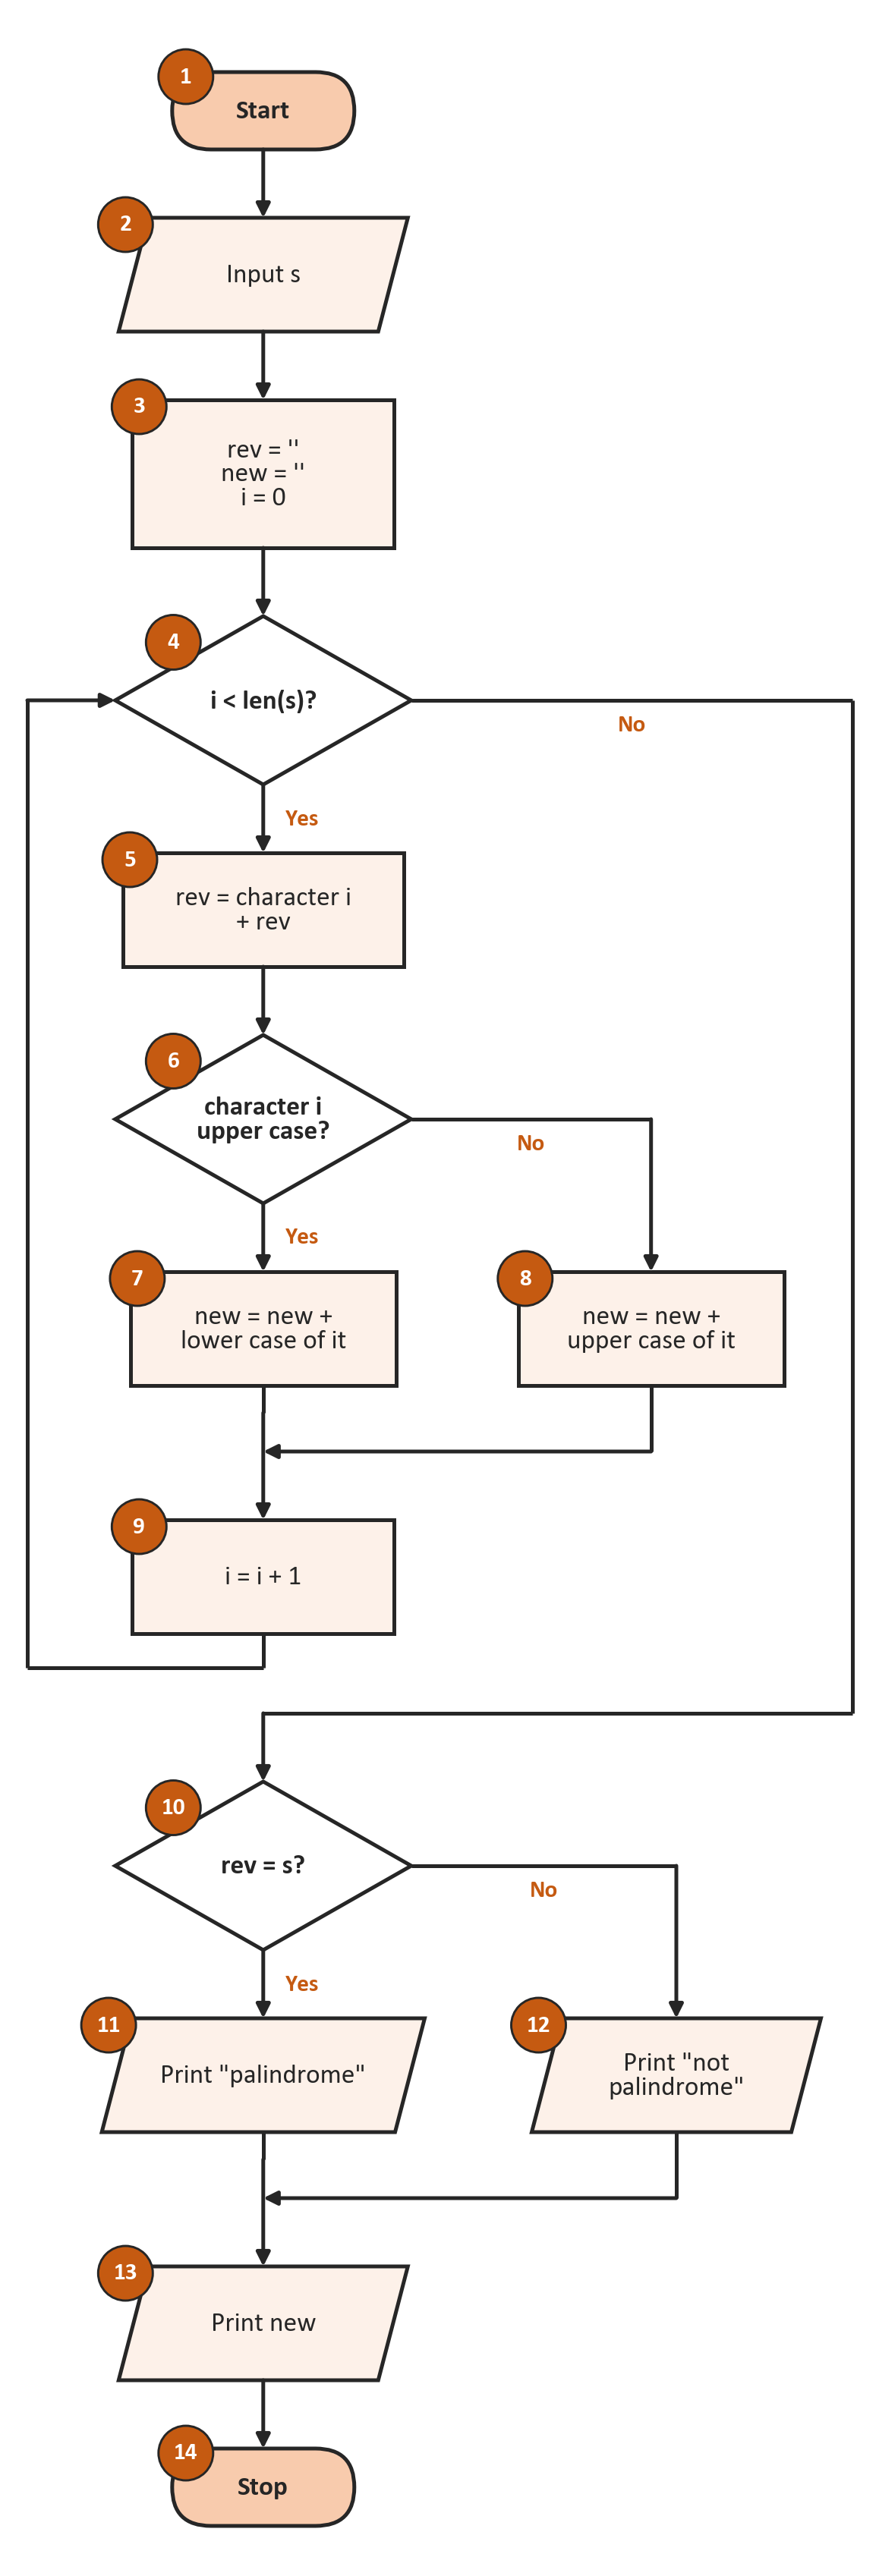 1
Start
2
Input s
3
rev = ''
new = ''
i = 0
4
i < len(s)?
No
Yes
5
rev = character i
+ rev
6
character i
upper case?
No
Yes
7
new = new +
lower case of it
8
new = new +
upper case of it
9
i = i + 1
10
rev = s?
No
Yes
11
Print "palindrome"
12
Print "not
palindrome"
13
Print new
14
Stop